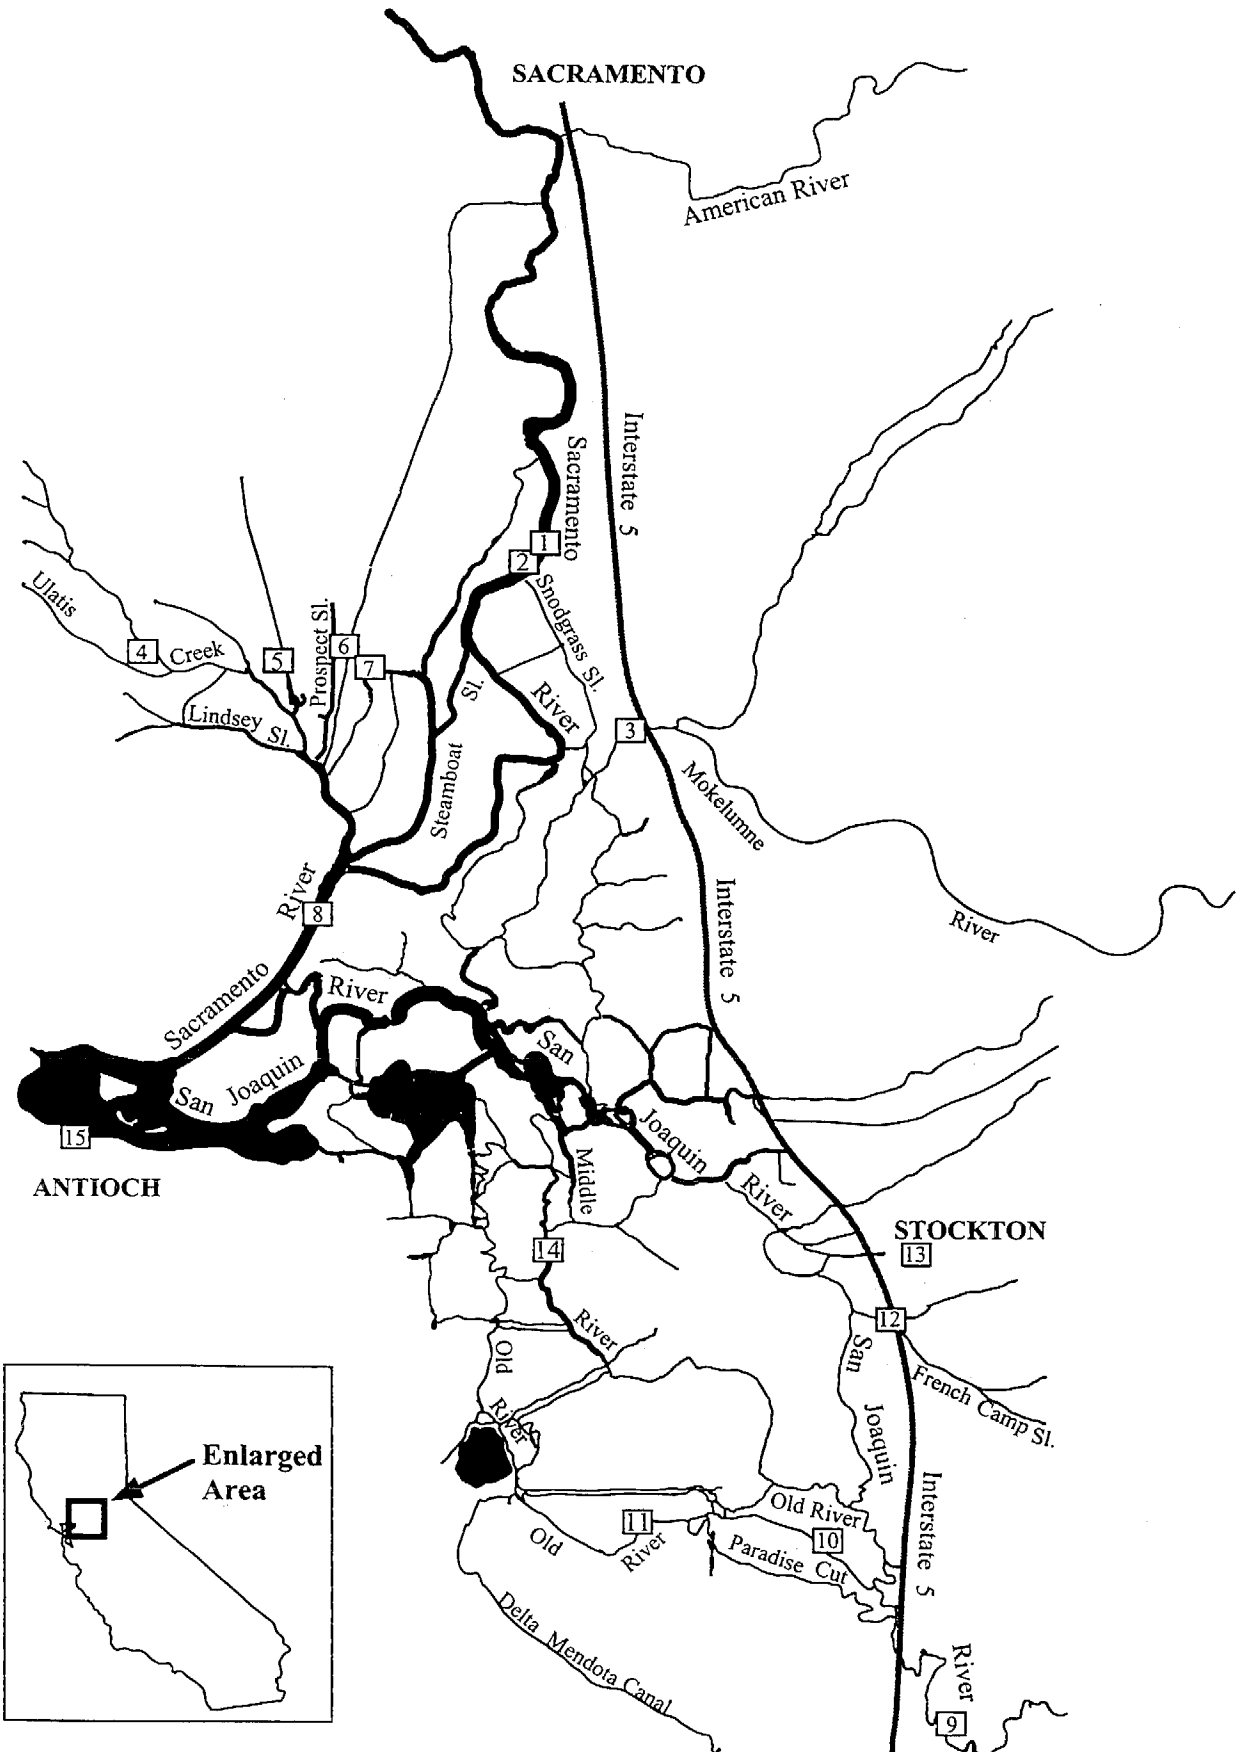 SACRAMENTO
American River
Interstate 5
Sacramento
1
2
Snodgrass Sl.
Ulatis
Creek
4
5
Prospect Sl.
6
7
Lindsey
Sl.
Sl.
River
3
Steamboat
Mokelumne
River
Interstate 5
River
8
Sacramento
River
San
Joaquin
San
Joaquin
River
15
ANTIOCH
Middle
14
River
STOCKTON
13
12
San
Joaquin
French Camp Sl.
Old
River
Enlarged
Area
Old River
10
11
Old
River
Paradise Cut
Interstate 5
Delta Mendota Canal
River
9